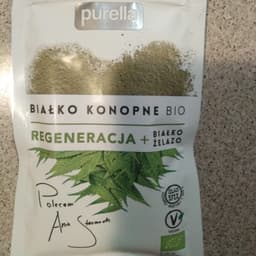 purella
BIAŁKO KONOPNE BIO
REGENERACJA + BIAŁKO
ŻELAZO
Polecam